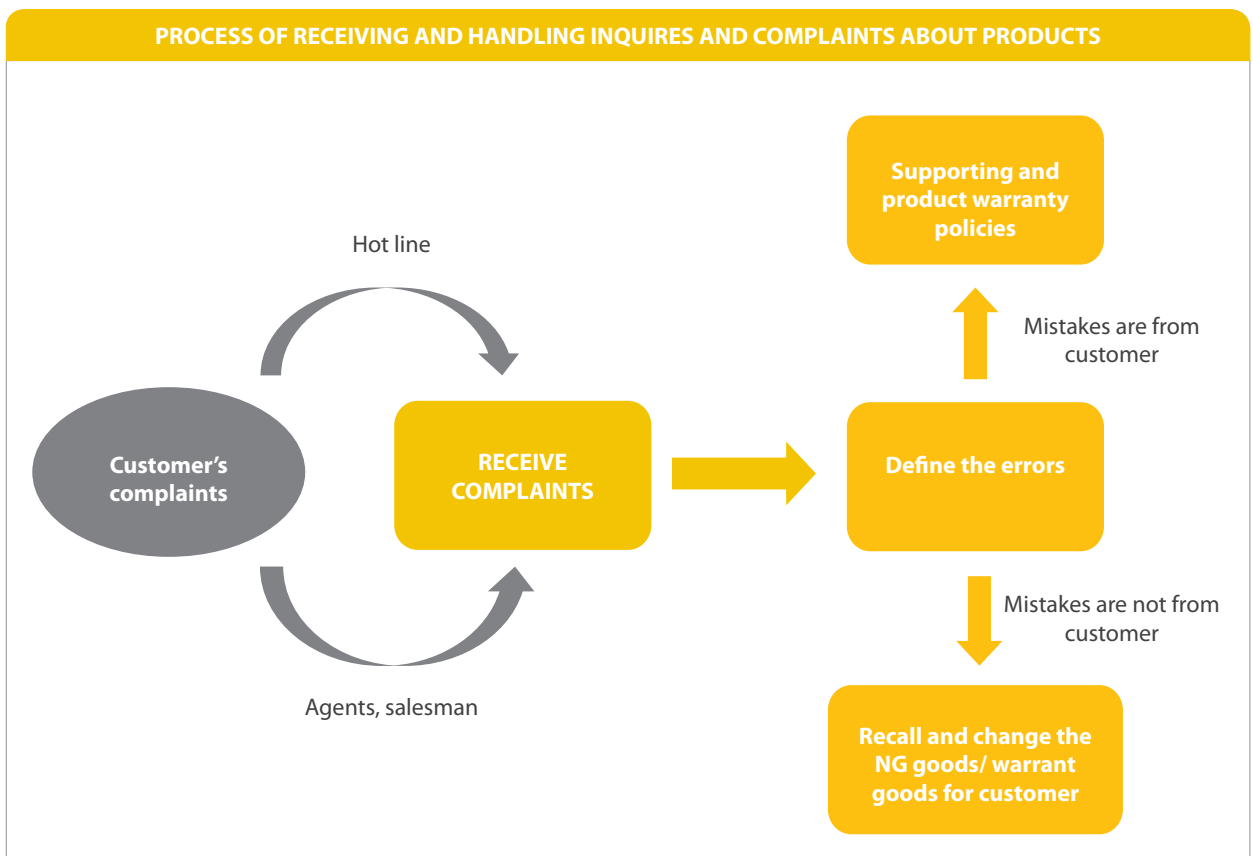 PROCESS OF RECEIVING AND HANDLING INQUIRES AND COMPLAINTS ABOUT PRODUCTS
Hot line
Customer’s
complaints
Agents, salesman
RECEIVE
COMPLAINTS
Define the errors
Mistakes are from
customer
Supporting and
product warranty
policies
Mistakes are not from
customer
Recall and change the
NG goods/ warrant
goods for customer